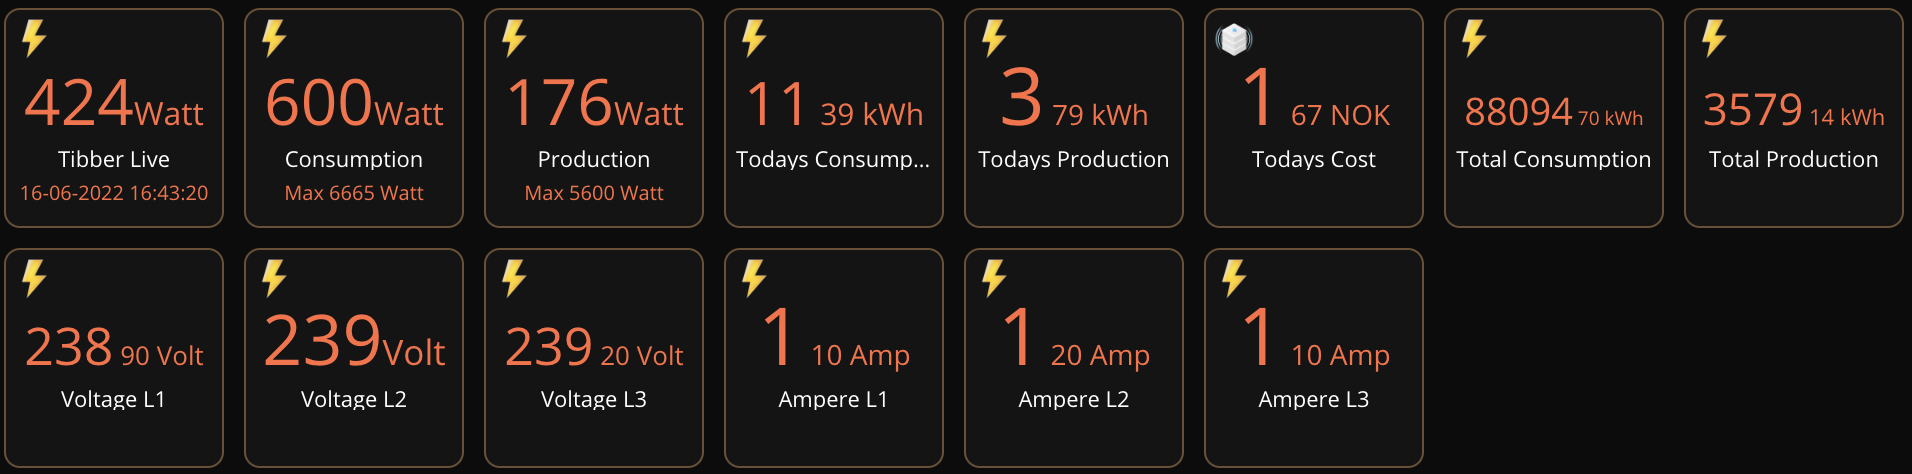 424Watt
Tibber Live
16-06-2022 16:43:20
600Watt
Consumption
Max 6665 Watt
176Watt
Production
Max 5600 Watt
11 39 kWh
Todays Consump...
3 79 kWh
Todays Production
1 67 NOK
Todays Cost
88094 70 kWh
Total Consumption
3579 14 kWh
Total Production
238 90 Volt
Voltage L1
239Volt
Voltage L2
239 20 Volt
Voltage L3
1 10 Amp
Ampere L1
1 20 Amp
Ampere L2
1 10 Amp
Ampere L3